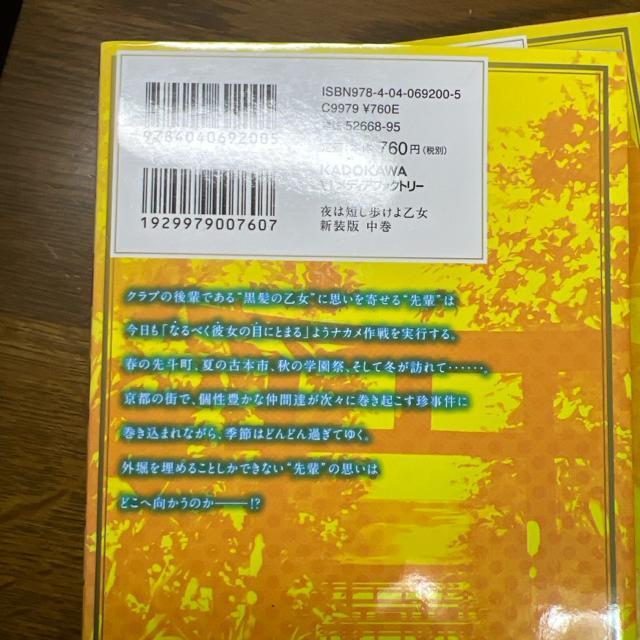 ISBN978-4-04-069200-5
C9979 ¥760E
52668-95
760円(税別)
9784040692005
KADOKAWA
メディアファクトリー
1929979007607
夜は短し歩けよ乙女
新装版 中巻
クラブの後輩である“黒髪の乙女”に思いを寄せる“先輩”は
今日も「なるべく彼女の目にとまる」ようナカメ作戦を実行する。
春の先斗町、夏の古本市、秋の学園祭、そして冬が訪れて……。
京都の街で、個性豊かな仲間達が次々に巻き起こす珍事件に
巻き込まれながら、季節はどんどん過ぎてゆく。
外堀を埋めることしかできない“先輩”の思いは
どこへ向かうのか――!?